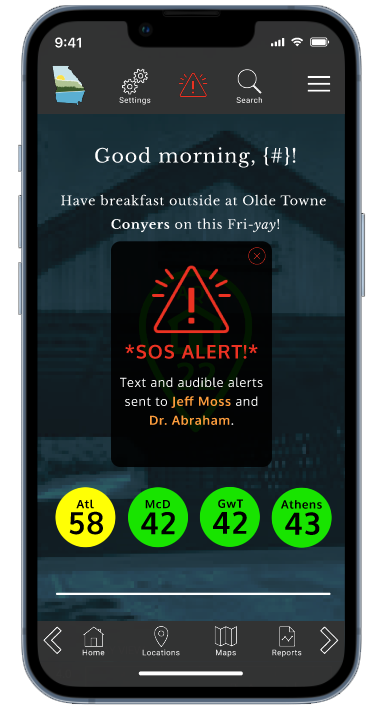 9:41
Settings
Search
Good morning, {#}!
Have breakfast outside at Olde Towne
Conyers on this Fri-yay!
*SOS ALERT!*
Text and audible alerts
sent to Jeff Moss and
Dr. Abraham.
Atl
58
McD
42
GwT
42
Athens
43
Home
Locations
Maps
Reports